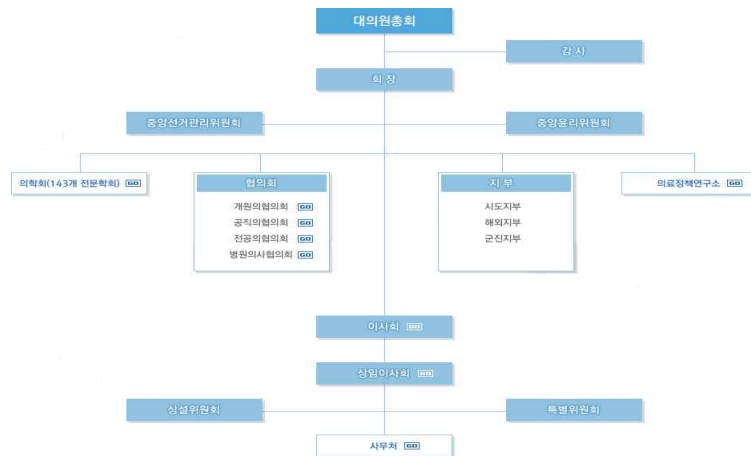 대의원총회
감 사
회 장
중앙선거관리위원회
중앙윤리위원회
의학회(143개 전문학회) GO
협의회
개원의협의회 GO
공직의협의회 GO
전공의협의회 GO
병원의사협의회 GO
지 부
시도지부
해외지부
군진지부
의료정책연구소 GO
이사회 GO
상임이사회 GO
상설위원회
특별위원회
사무처 GO